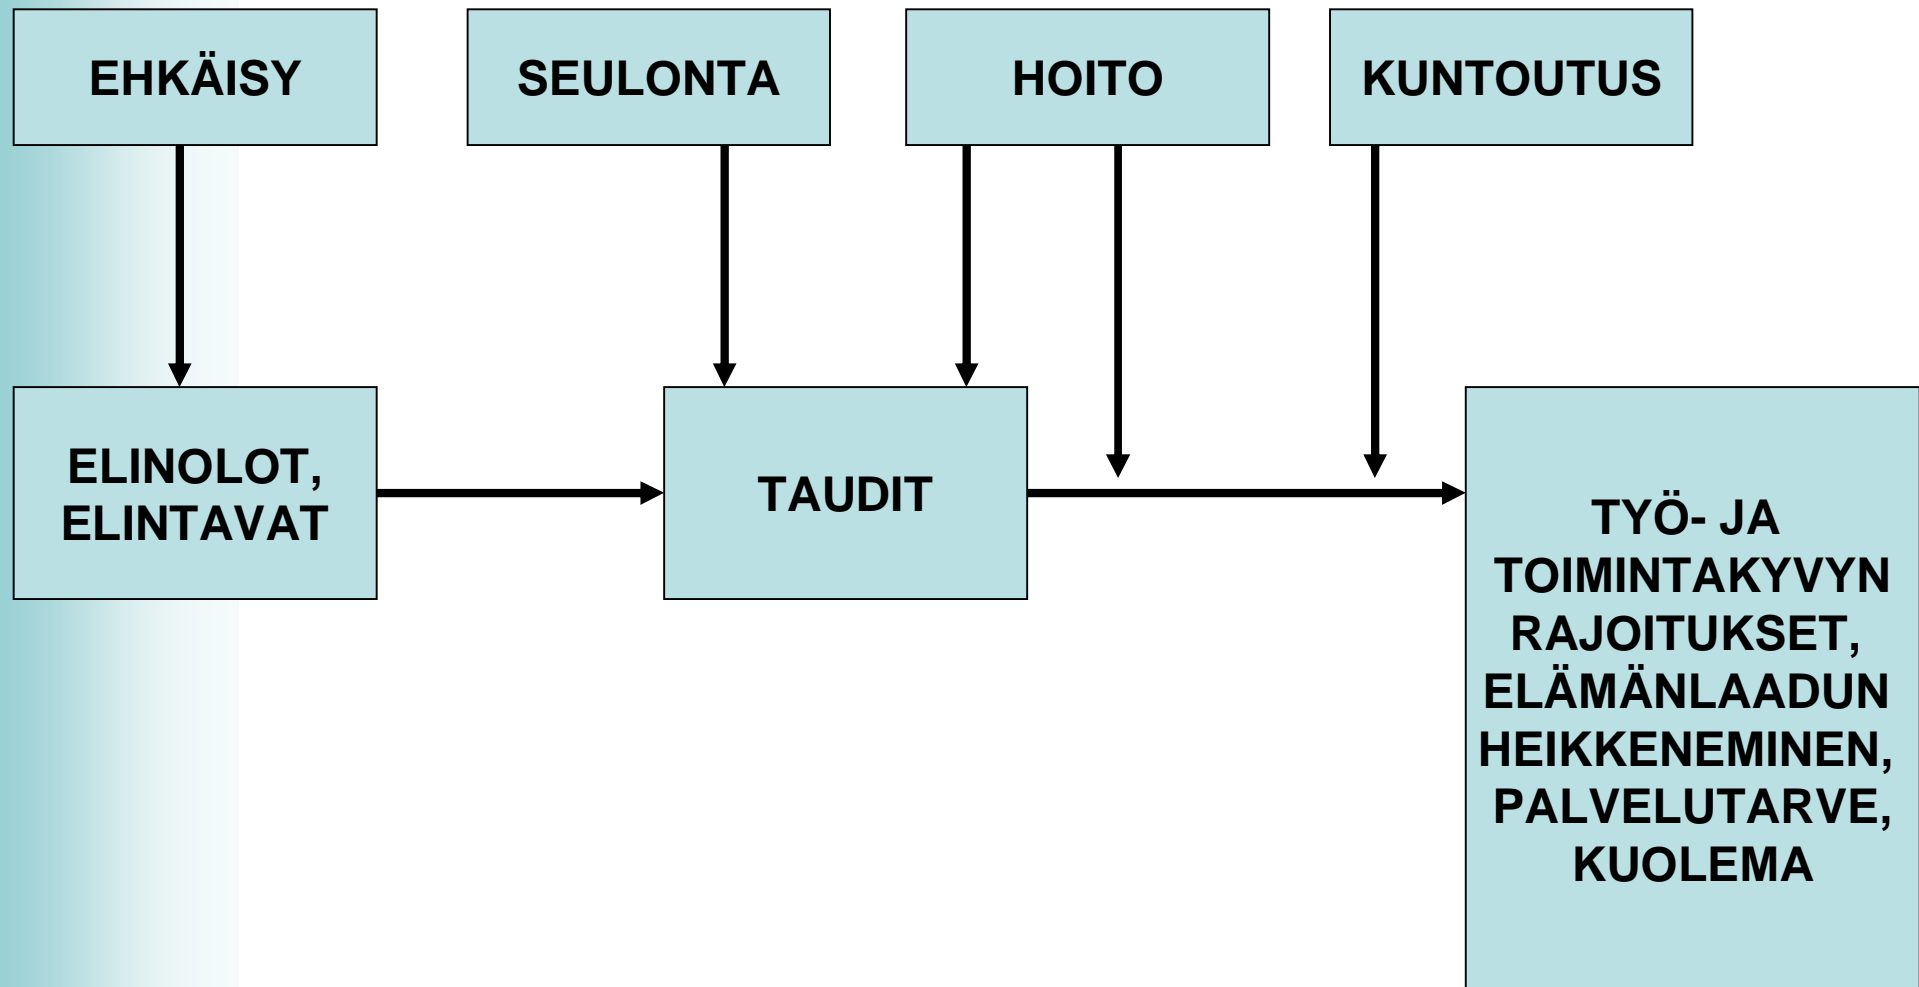 EHKÄISY
SEULONTA
HOITO
KUNTOUTUS
ELINOLOT,
ELINTAVAT
TAUDIT
TYÖ- JA
TOIMINTAKYVYN
RAJOITUKSET,
ELÄMÄNLAADUN
HEIKKENEMINEN,
PALVELUTARVE,
KUOLEMA